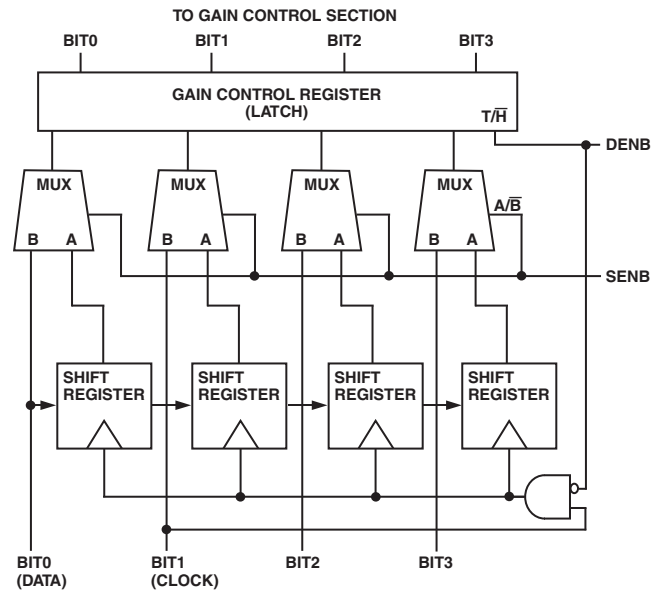 TO GAIN CONTROL SECTION
BIT0 BIT1 BIT2 BIT3
GAIN CONTROL REGISTER
(LATCH)
T/H̅
DENB
MUX MUX MUX MUX
A/B̅
B A B A B A B A
SENB
SHIFT REGISTER
SHIFT REGISTER
SHIFT REGISTER
SHIFT REGISTER
BIT0
(DATA)
BIT1
(CLOCK)
BIT2
BIT3